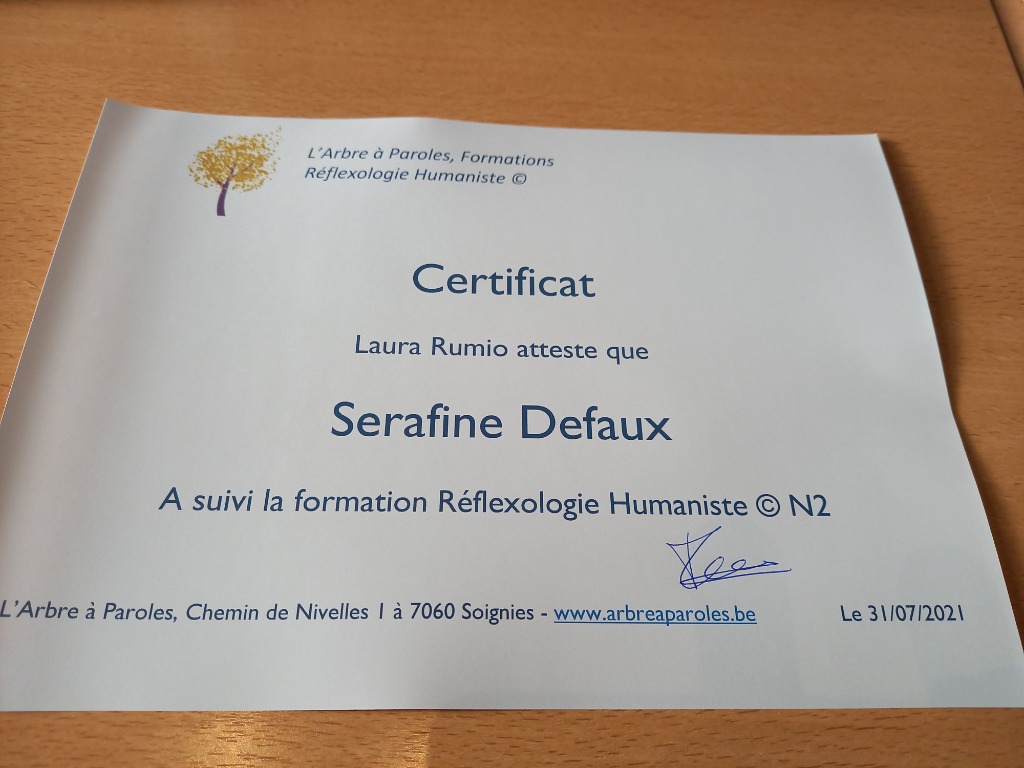 L'Arbre à Paroles, Formations
Réflexologie Humaniste ©
Certificat
Laura Rumio atteste que
Serafine Defaux
A suivi la formation Réflexologie Humaniste © N2
L'Arbre à Paroles, Chemin de Nivelles 1 à 7060 Soignies - www.arbreaparoles.be Le 31/07/2021